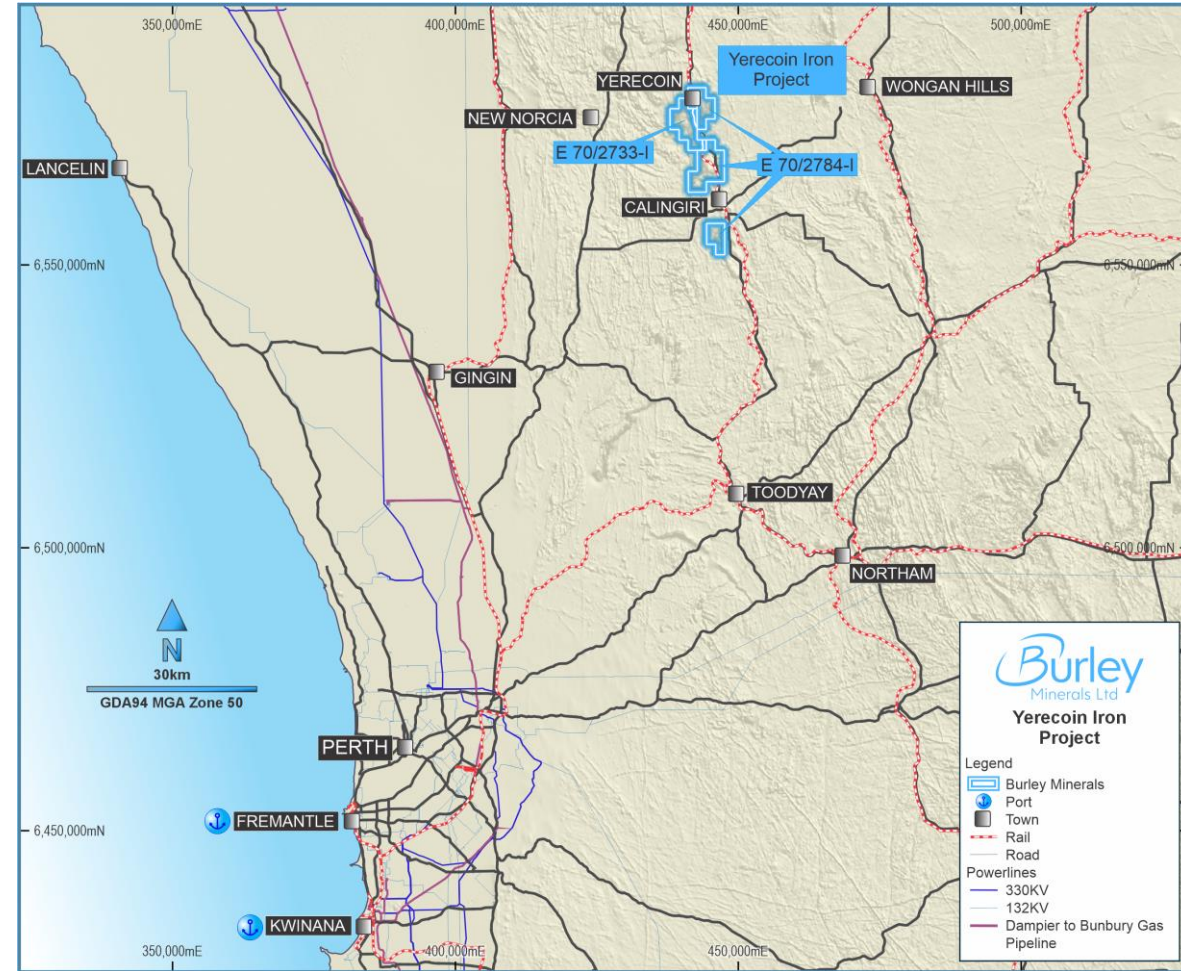 350,000mE
400,000mE
450,000mE
500,000mE
Yerecoin Iron
Project
YERECOIN
WONGAN HILLS
NEW NORCIA
E 70/2733-I
E 70/2784-I
LANCELIN
CALINGIRI
6,550,000mN
6,550,000mN
GINGIN
TOODYAY
6,500,000mN
6,500,000mN
NORTHAM
N
30km
GDA94 MGA Zone 50
PERTH
FREMANTLE
6,450,000mN
KWINANA
350,000mE
400,000mE
450,000mE
Burley
Minerals Ltd
Yerecoin Iron
Project
Legend
Burley Minerals
Port
Town
Rail
Road
Powerlines
330KV
132KV
Dampier to Bunbury Gas
Pipeline